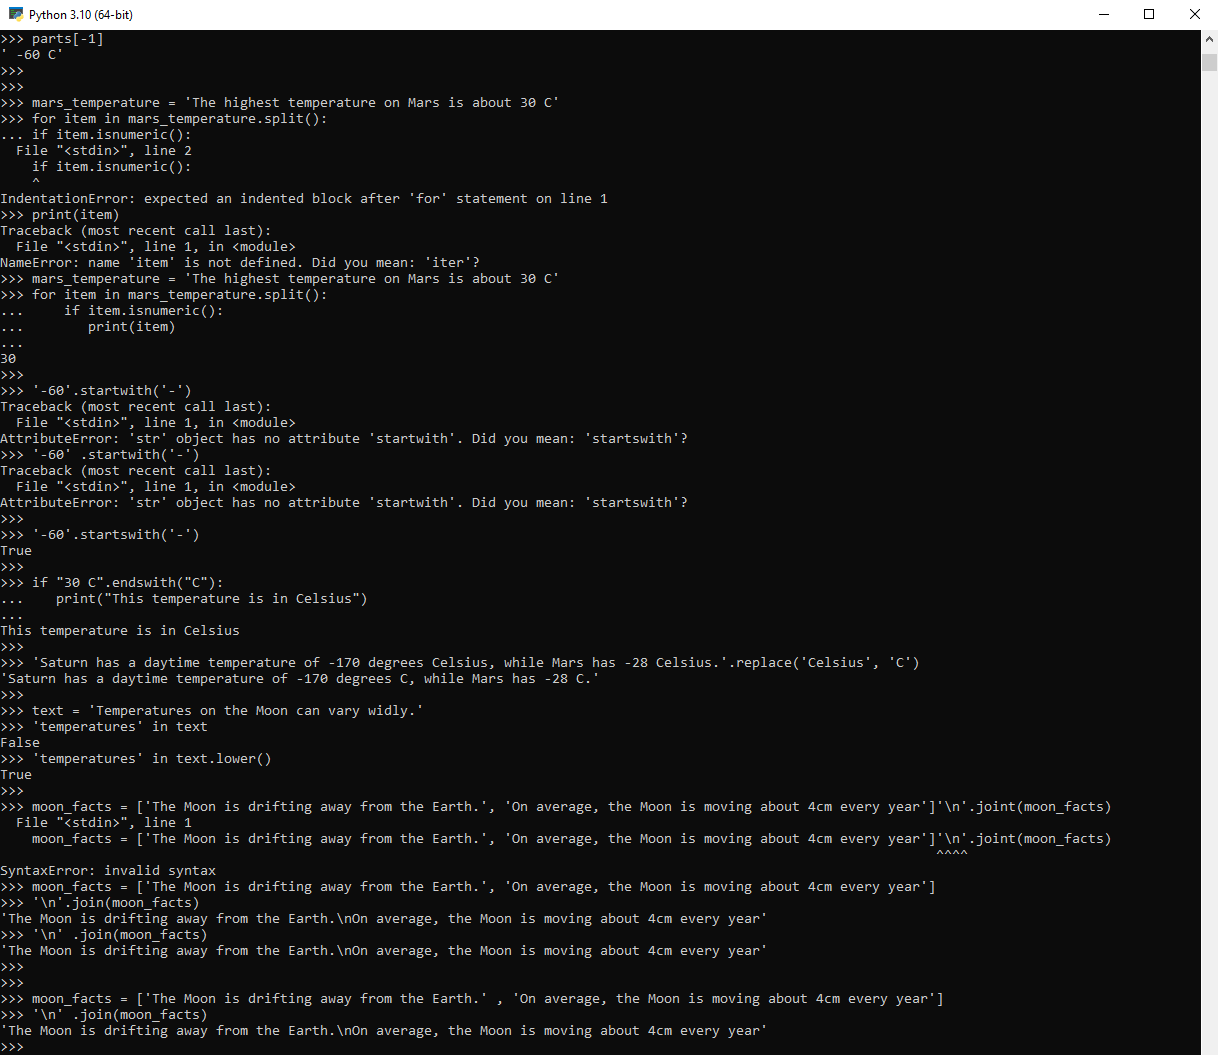 Python 3.10 (64-bit)
>>> parts[-1]
' -60 C'
>>>
>>>
>>> mars_temperature = 'The highest temperature on Mars is about 30 C'
>>> for item in mars_temperature.split():
... if item.isnumeric():
  File "<stdin>", line 2
    if item.isnumeric():
    ^
IndentationError: expected an indented block after 'for' statement on line 1
>>> print(item)
Traceback (most recent call last):
  File "<stdin>", line 1, in <module>
NameError: name 'item' is not defined. Did you mean: 'iter'?
>>> mars_temperature = 'The highest temperature on Mars is about 30 C'
>>> for item in mars_temperature.split():
...     if item.isnumeric():
...        print(item)
...
30
>>>
>>> '-60'.startwith('-')
Traceback (most recent call last):
  File "<stdin>", line 1, in <module>
AttributeError: 'str' object has no attribute 'startwith'. Did you mean: 'startswith'?
>>> '-60' .startwith('-')
Traceback (most recent call last):
  File "<stdin>", line 1, in <module>
AttributeError: 'str' object has no attribute 'startwith'. Did you mean: 'startswith'?
>>>
>>> '-60'.startswith('-')
True
>>>
>>> if "30 C".endswith("C"):
...    print("This temperature is in Celsius")
...
This temperature is in Celsius
>>>
>>> 'Saturn has a daytime temperature of -170 degrees Celsius, while Mars has -28 Celsius.'.replace('Celsius', 'C')
'Saturn has a daytime temperature of -170 degrees C, while Mars has -28 C.'
>>>
>>> text = 'Temperatures on the Moon can vary widly.'
>>> 'temperatures' in text
False
>>> 'temperatures' in text.lower()
True
>>>
>>> moon_facts = ['The Moon is drifting away from the Earth.', 'On average, the Moon is moving about 4cm every year']'\n'.joint(moon_facts)
  File "<stdin>", line 1
    moon_facts = ['The Moon is drifting away from the Earth.', 'On average, the Moon is moving about 4cm every year']'\n'.joint(moon_facts)
                                                                                                                     ^^^^
SyntaxError: invalid syntax
>>> moon_facts = ['The Moon is drifting away from the Earth.', 'On average, the Moon is moving about 4cm every year']
>>> '\n'.join(moon_facts)
'The Moon is drifting away from the Earth.\nOn average, the Moon is moving about 4cm every year'
>>> '\n' .join(moon_facts)
'The Moon is drifting away from the Earth.\nOn average, the Moon is moving about 4cm every year'
>>>
>>>
>>> moon_facts = ['The Moon is drifting away from the Earth.' , 'On average, the Moon is moving about 4cm every year']
>>> '\n' .join(moon_facts)
'The Moon is drifting away from the Earth.\nOn average, the Moon is moving about 4cm every year'
>>>